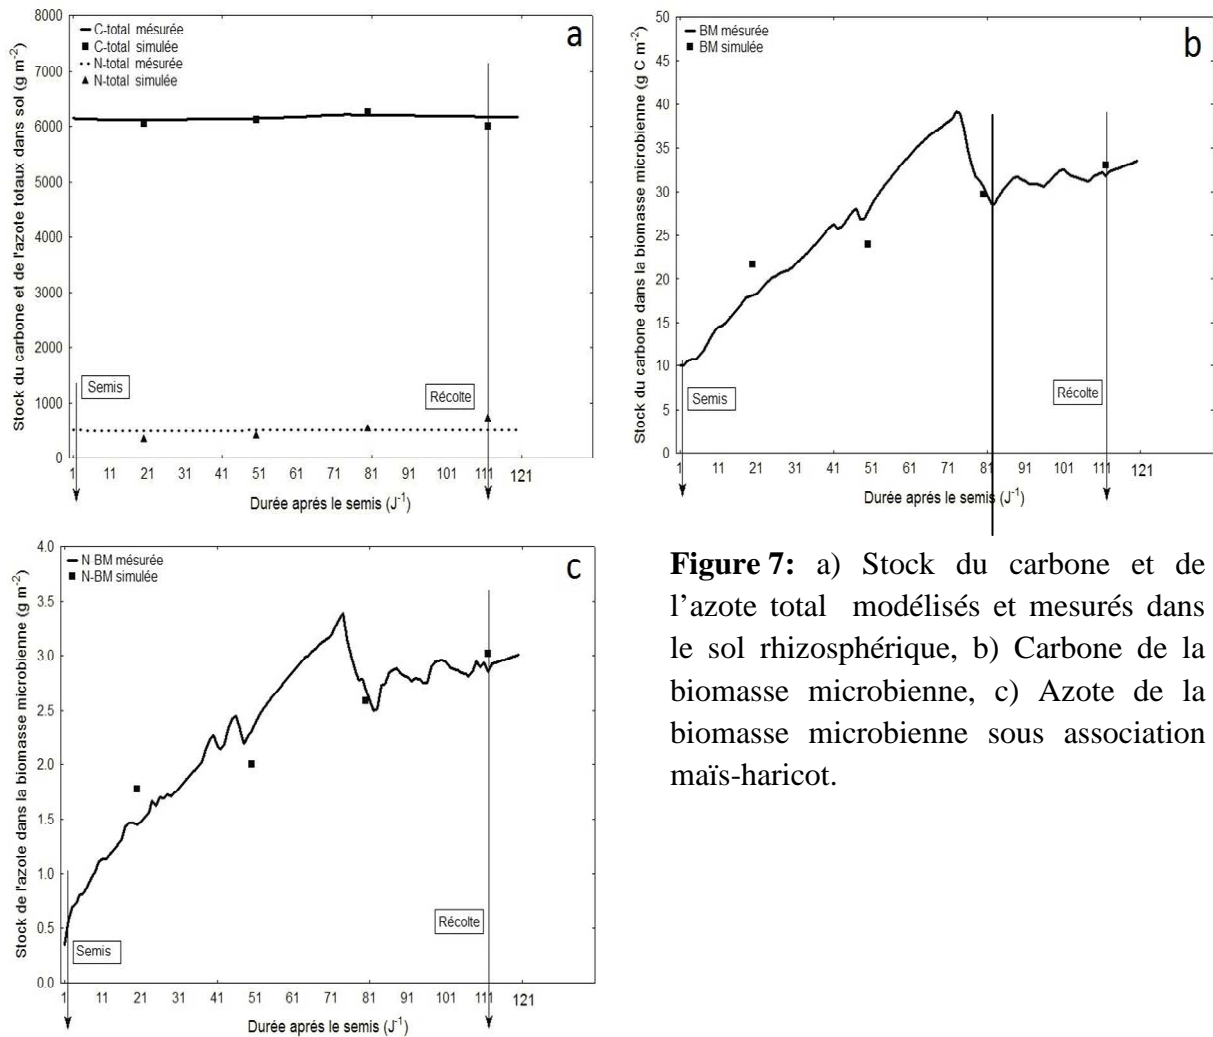 Stock du carbone et de l'azote totaux dans sol (g m⁻²)
8000
7000
6000
5000
4000
3000
2000
1000
0
C-total mésurée
C-total simulée
N-total mésurée
N-total simulée
a
Semis
Récolte
1 11 21 31 41 51 61 71 81 91 101 111 121
Durée aprés le semis (J⁻¹)
Stock du carbone dans la biomasse microbienne (g C m⁻²)
50
45
40
35
30
25
20
15
10
5
0
BM mésurée
BM simulée
b
Semis
Récolte
1 11 21 31 41 51 61 71 81 91 101 111 121
Durée aprés le semis (J⁻¹)
Stock de l'azote dans la biomasse microbienne (g m⁻²)
4.0
3.5
3.0
2.5
2.0
1.5
1.0
0.5
0.0
N-BM mésurée
N-BM simulée
c
Semis
Récolte
1 11 21 31 41 51 61 71 81 91 101 111 121
Durée aprés le semis (J⁻¹)
Figure 7: a) Stock du carbone et de
l’azote total modélisés et mesurés dans
le sol rhizosphérique, b) Carbone de la
biomasse microbienne, c) Azote de la
biomasse microbienne sous association
maïs-haricot.